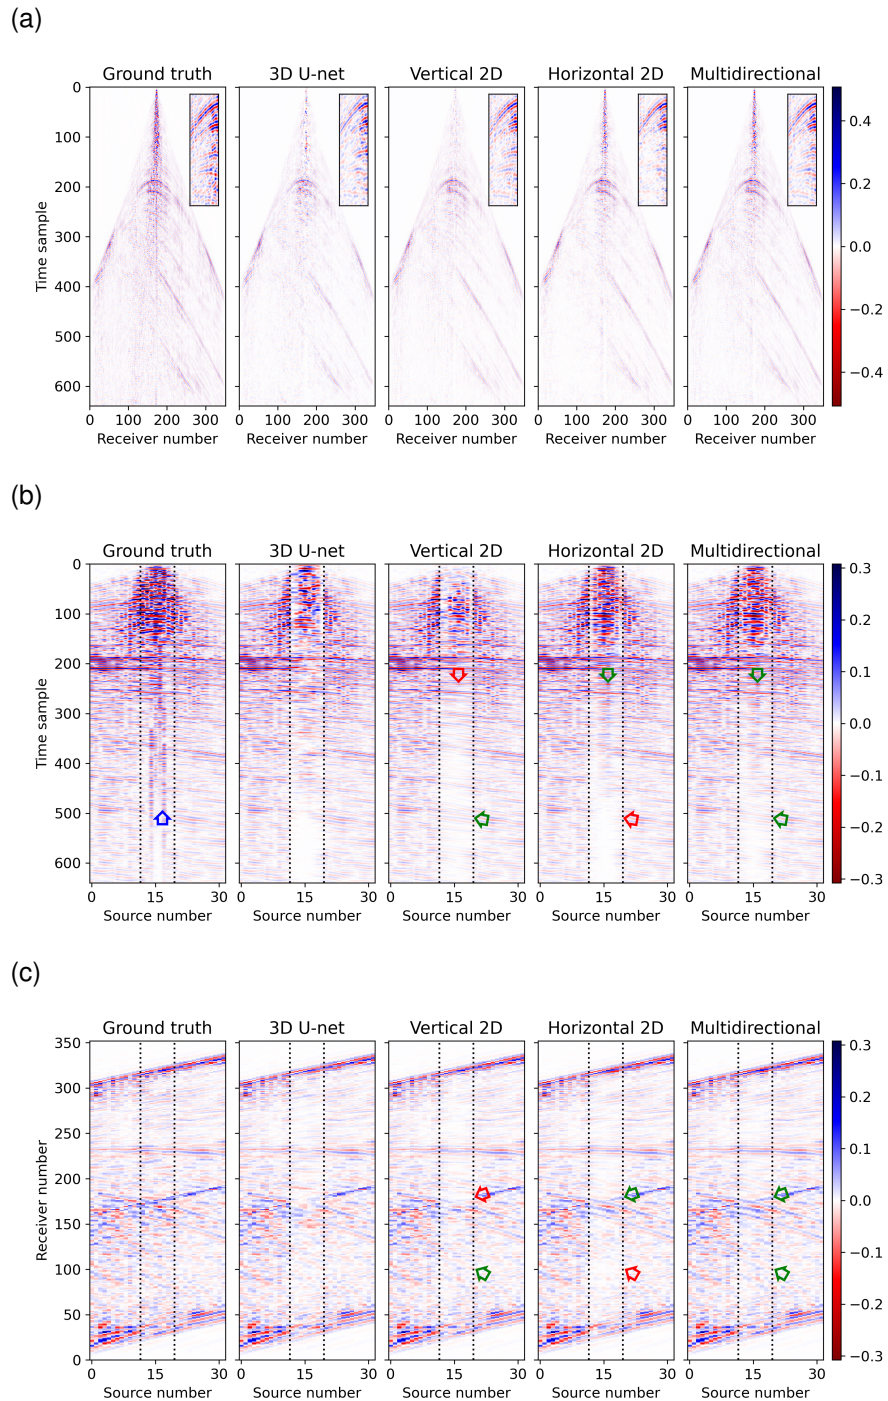 (a)
Ground truth 3D U-net Vertical 2D Horizontal 2D Multidirectional
0
100
200
300
400
500
600
Time sample
0 100 200 300 0 100 200 300 0 100 200 300 0 100 200 300 0 100 200 300
Receiver number Receiver number Receiver number Receiver number Receiver number
0.4
0.2
0.0
−0.2
−0.4
(b)
Ground truth 3D U-net Vertical 2D Horizontal 2D Multidirectional
0
100
200
300
400
500
600
Time sample
0 15 30 0 15 30 0 15 30 0 15 30 0 15 30
Source number Source number Source number Source number Source number
0.3
0.2
0.1
0.0
−0.1
−0.2
−0.3
(c)
Ground truth 3D U-net Vertical 2D Horizontal 2D Multidirectional
350
300
250
200
150
100
50
0
Receiver number
0 15 30 0 15 30 0 15 30 0 15 30 0 15 30
Source number Source number Source number Source number Source number
0.3
0.2
0.1
0.0
−0.1
−0.2
−0.3